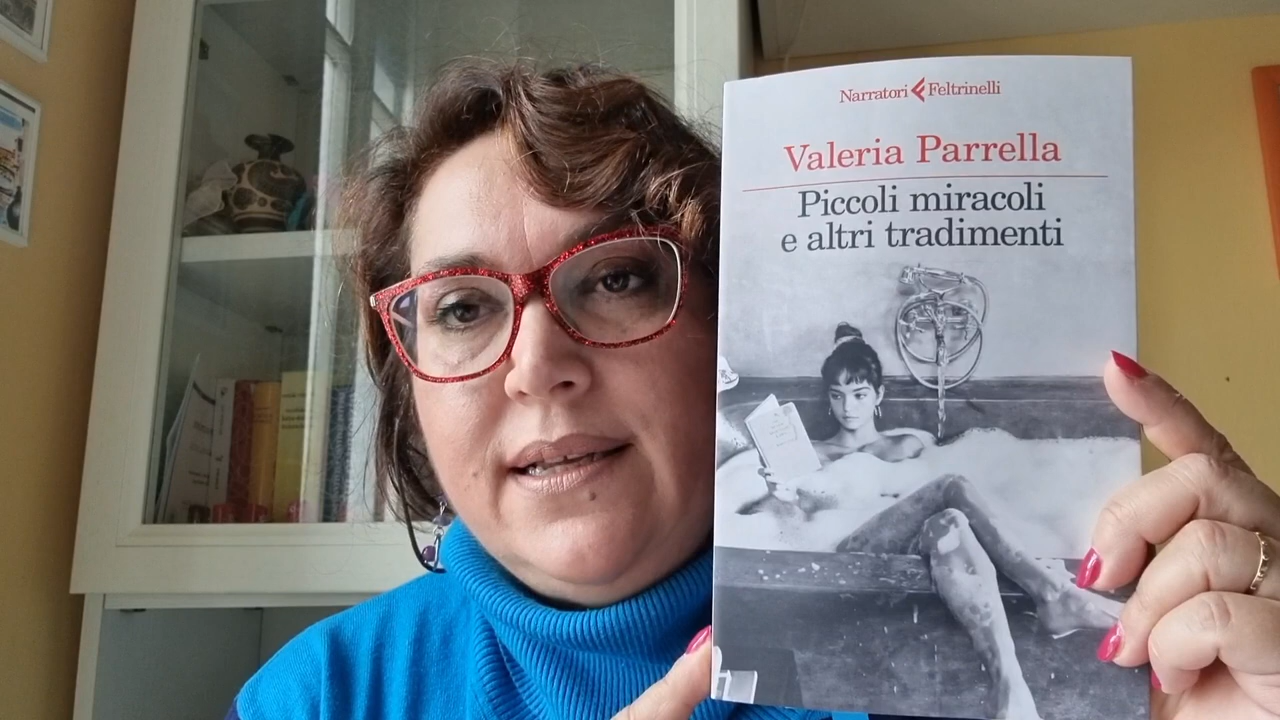 Narratori Feltrinelli
Valeria Parrella
Piccoli miracoli
e altri tradimenti